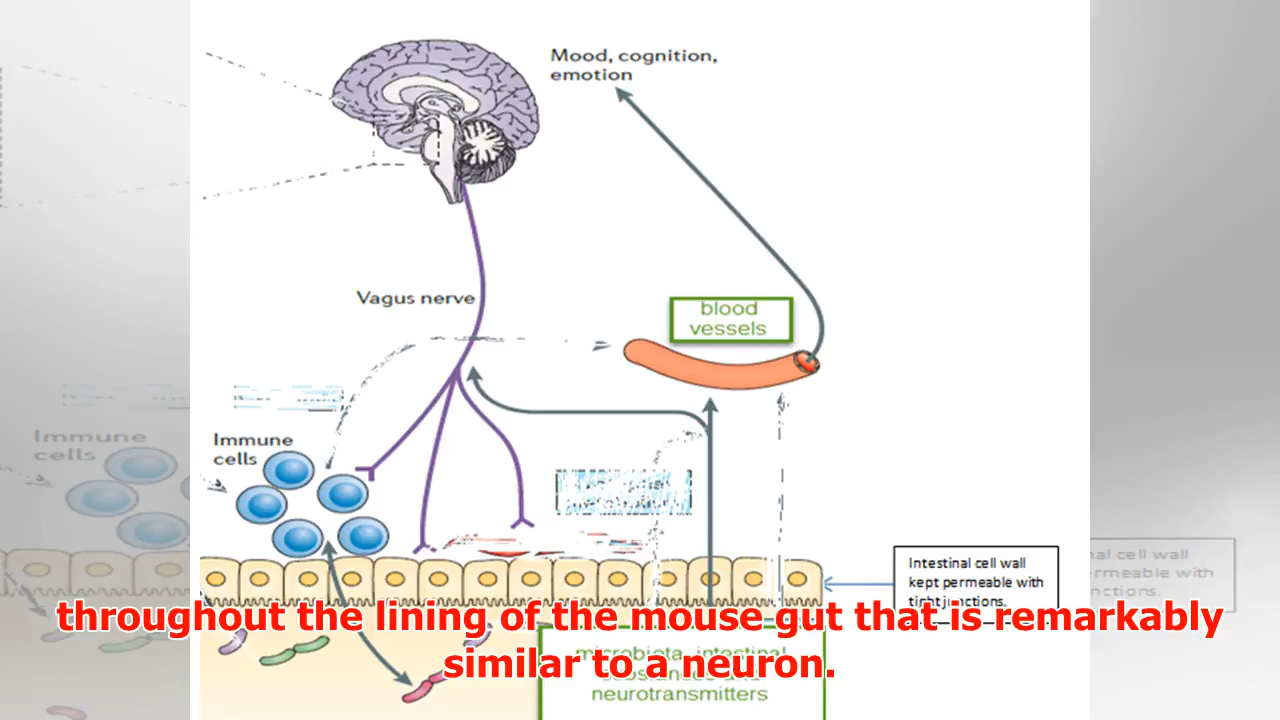 Mood, cognition,
emotion
Vagus nerve
blood
vessels
Immune
cells
Immune
cells
Intestinal cell wall
kept permeable with
tight junctions.
nal cell wall
rmeable with
nctions.
throughout the lining of the mouse gut that is remarkably
similar to a neuron.
microbiota, intestinal
neurotransmitters